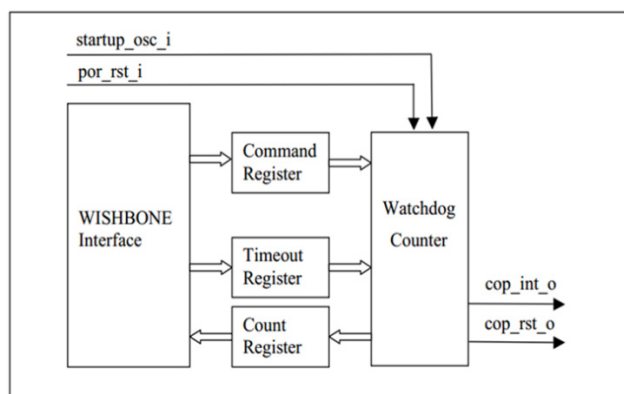 startup_osc_i
por_rst_i
WISHBONE
Interface
Command
Register
Timeout
Register
Count
Register
Watchdog
Counter
cop_int_o
cop_rst_o